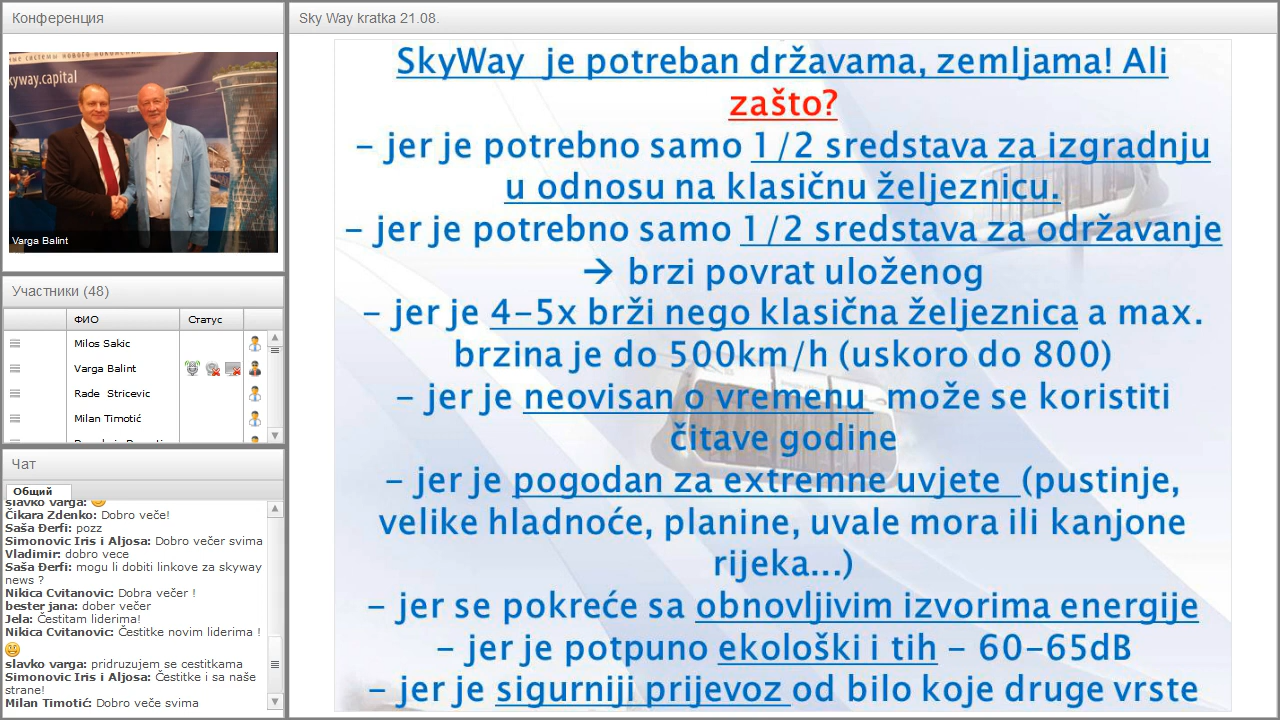 Конференция
нные системы нового поколения
skyway.capital
Varga Balint
Участники (48)
ФИО Статус
Milos Sakic
Varga Balint
Rade Stricevic
Milan Timotić
Чат
Общий
slavko varga:
Čikara Zdenko: Dobro veče!
Saša Đerfi: pozz
Simonovic Iris i Aljosa: Dobro večer svima
Vladimir: dobro vece
Saša Đerfi: mogu li dobiti linkove za skyway
news ?
Nikica Cvitanovic: Dobra večer !
bester jana: dober večer
Jela: Čestitam liderima!
Nikica Cvitanovic: Čestitke novim liderima !
slavko varga: pridruzujem se cestitkama
Simonovic Iris i Aljosa: Čestitke i sa naše
strane!
Milan Timotić: Dobro veče svima
Sky Way kratka 21.08.
SkyWay je potreban državama, zemljama! Ali
zašto?
- jer je potrebno samo 1/2 sredstava za izgradnju
u odnosu na klasičnu željeznicu.
- jer je potrebno samo 1/2 sredstava za održavanje
→ brzi povrat uloženog
- jer je 4-5x brži nego klasična željeznica a max.
brzina je do 500km/h (uskoro do 800)
- jer je neovisan o vremenu može se koristiti
čitave godine
- jer je pogodan za extremne uvjete (pustinje,
velike hladnoće, planine, uvale mora ili kanjone
rijeka...)
- jer se pokreće sa obnovljivim izvorima energije
- jer je potpuno ekološki i tih - 60-65dB
- jer je sigurniji prijevoz od bilo koje druge vrste